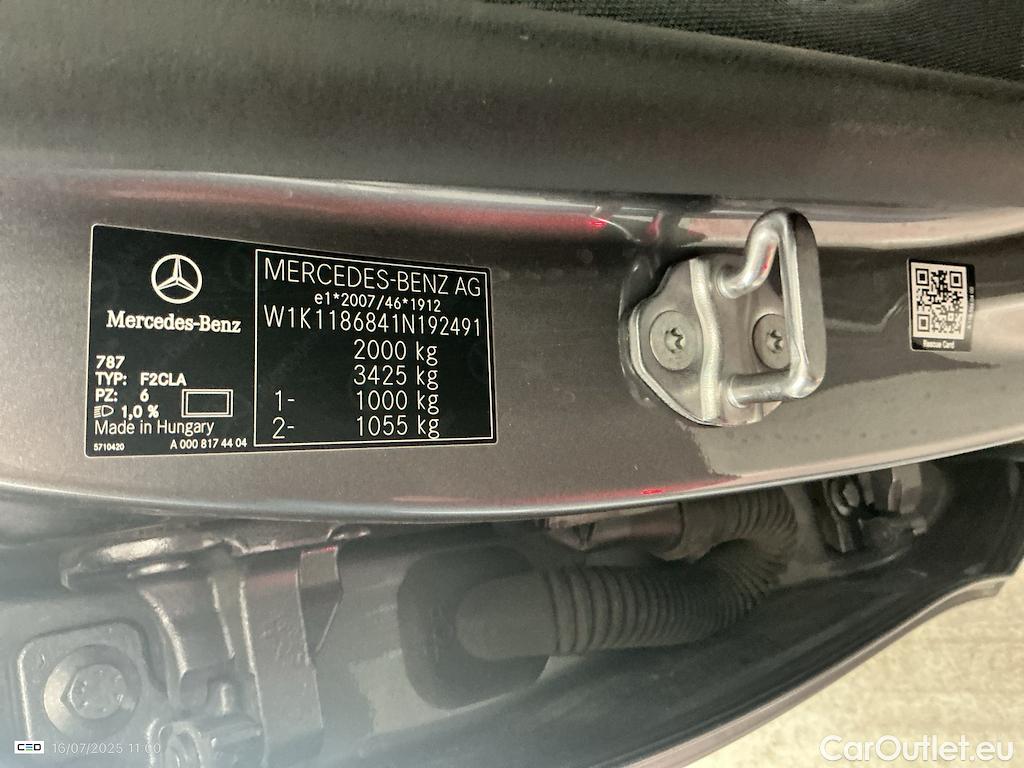 Mercedes-Benz
787
TYP: F2CLA
PZ: 6
1,0 %
Made in Hungary
5710420 A 000 817 44 04
MERCEDES-BENZ AG
e1*2007/46*1912
W1K1186841N192491
2000 kg
3425 kg
1- 1000 kg
2- 1055 kg
Rescue Card
CEO 16/07/2025 11:00
CarOutlet.eu